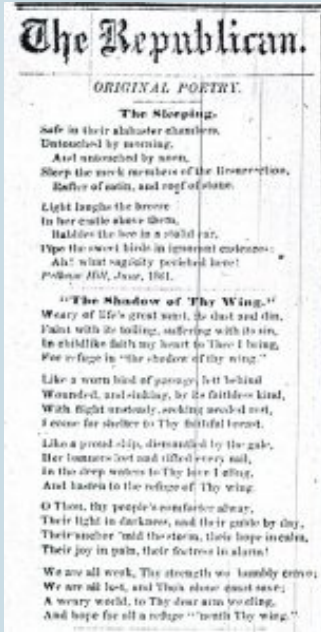 The Republican.
ORIGINAL POETRY.
The Sleeping.
Safe in their alabaster chambers,
Untouched by morning,
And untouched by noon,
Sleep the meek members of the Resurrection,
Rafter of satin, and roof of stone.
Light laughs the breeze
In her castle above them,
Babbles the bee in a stolid ear,
Pipe the sweet birds in ignorant cadences:
Ah! what sagacity perished here!
Pelham Hill, June, 1861.
"The Shadow of Thy Wing."
Weary of life's great its dust and din,
Faint with its toiling, suffering with its sin,
In childlike faith my heart to Thee I bring,
For refuge in "the shadow of thy wing."
Like a worn bird of passage, left behind
Wounded, and sinking, by its faithless kind,
With flight unsteady, seeking needed rest,
I come for shelter to Thy faithful breast.
Like a proud ship, dismantled by the gale,
Her banners lost and rifted every sail,
In the deep waters to Thy love I cling,
And hasten to the refuge of Thy wing.
O Thou, thy people's comforter alway,
Their light in darkness, and their guide by day,
Their anchor 'mid the storm, their hope in calm,
Their joy in pain, their fortress in alarm!
We are all weak, Thy strength we humbly crave;
We are all lost, and Thou alone canst save;
A weary world, to Thy dear arm we cling,
And hope for all a refuge "'neath Thy wing."